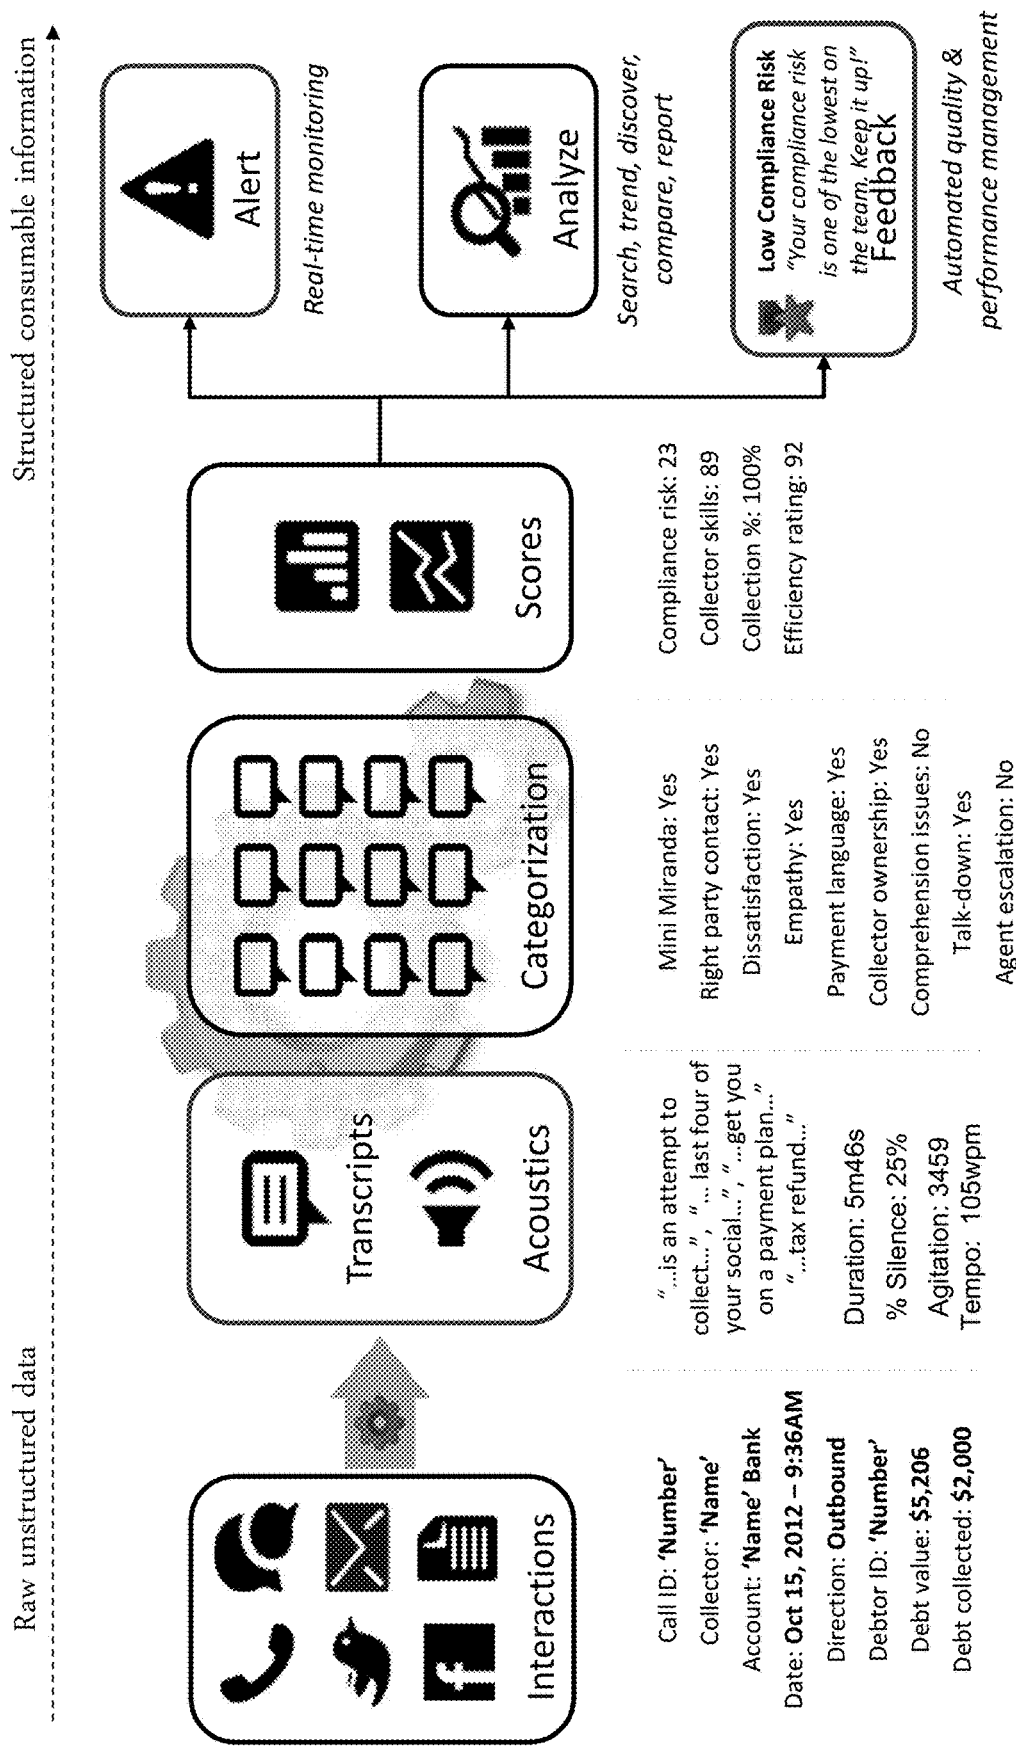 Raw unstructured data
Structured consumable information
Interactions
Call ID: ‘Number’
Collector: ‘Name’
Account: ‘Name’ Bank
Date: Oct 15, 2012 – 9:36AM
Direction: Outbound
Debtor ID: ‘Number’
Debt value: $5,206
Debt collected: $2,000
Transcripts
Acoustics
“...is an attempt to
collect...”, “... last four of
your social...”, “...get you
on a payment plan...”
“...tax refund...”
Duration: 5m46s
% Silence: 25%
Agitation: 3459
Tempo: 105wpm
Categorization
Mini Miranda: Yes
Right party contact: Yes
Dissatisfaction: Yes
Empathy: Yes
Payment language: Yes
Collector ownership: Yes
Comprehension issues: No
Talk-down: Yes
Agent escalation: No
Scores
Compliance risk: 23
Collector skills: 89
Collection %: 100%
Efficiency rating: 92
Alert
Real-time monitoring
Analyze
Search, trend, discover,
compare, report
Low Compliance Risk
“Your compliance risk
is one of the lowest on
the team. Keep it up!”
Feedback
Automated quality &
performance management